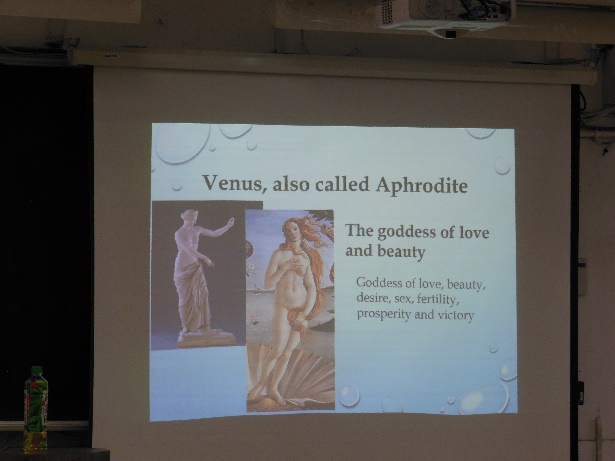 Venus, also called Aphrodite
The goddess of love
and beauty
Goddess of love, beauty,
desire, sex, fertility,
prosperity and victory